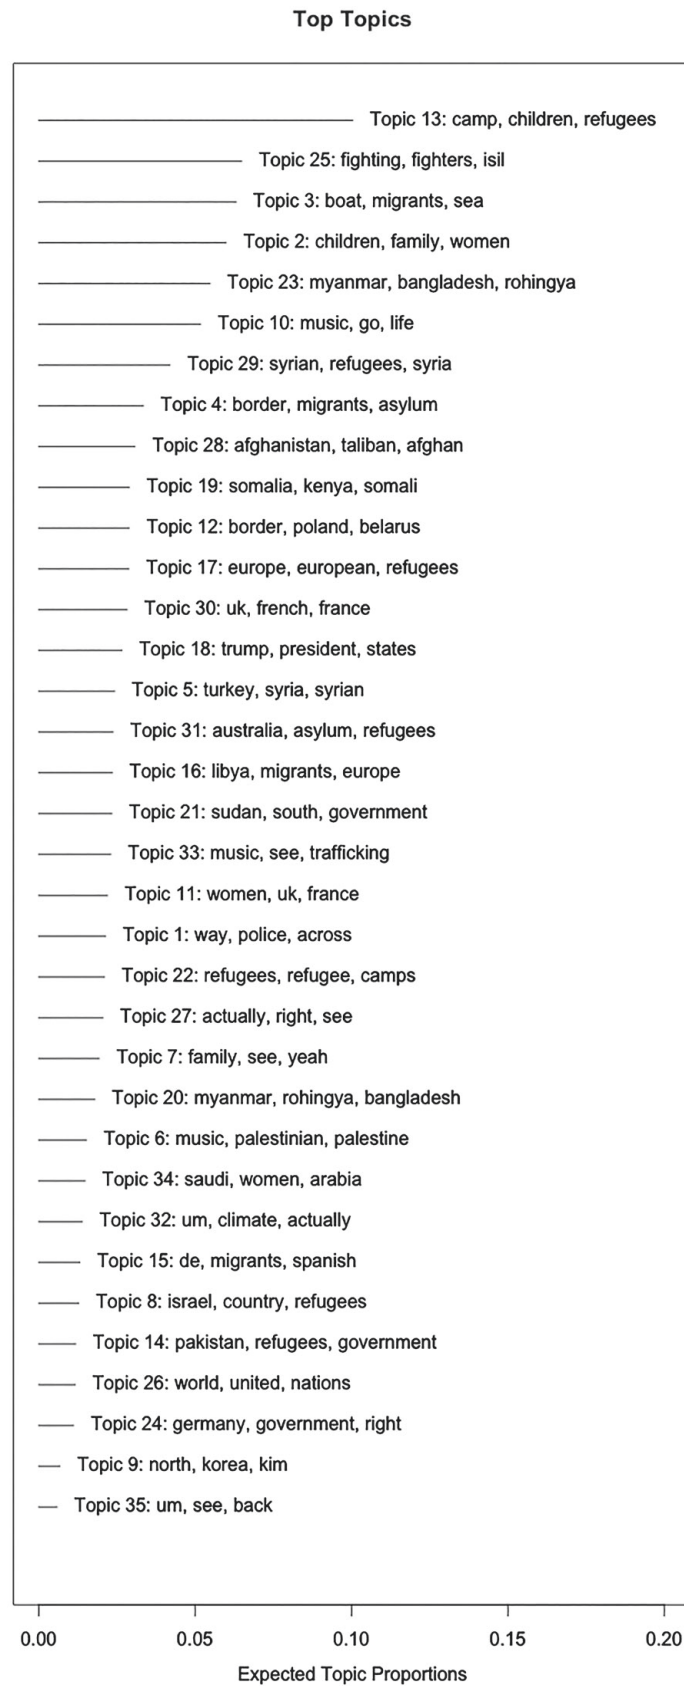 Top Topics
Topic 13: camp, children, refugees
Topic 25: fighting, fighters, isil
Topic 3: boat, migrants, sea
Topic 2: children, family, women
Topic 23: myanmar, bangladesh, rohingya
Topic 10: music, go, life
Topic 29: syrian, refugees, syria
Topic 4: border, migrants, asylum
Topic 28: afghanistan, taliban, afghan
Topic 19: somalia, kenya, somali
Topic 12: border, poland, belarus
Topic 17: europe, european, refugees
Topic 30: uk, french, france
Topic 18: trump, president, states
Topic 5: turkey, syria, syrian
Topic 31: australia, asylum, refugees
Topic 16: libya, migrants, europe
Topic 21: sudan, south, government
Topic 33: music, see, trafficking
Topic 11: women, uk, france
Topic 1: way, police, across
Topic 22: refugees, refugee, camps
Topic 27: actually, right, see
Topic 7: family, see, yeah
Topic 20: myanmar, rohingya, bangladesh
Topic 6: music, palestinian, palestine
Topic 34: saudi, women, arabia
Topic 32: um, climate, actually
Topic 15: de, migrants, spanish
Topic 8: israel, country, refugees
Topic 14: pakistan, refugees, government
Topic 26: world, united, nations
Topic 24: germany, government, right
Topic 9: north, korea, kim
Topic 35: um, see, back
0.00 0.05 0.10 0.15 0.20
Expected Topic Proportions